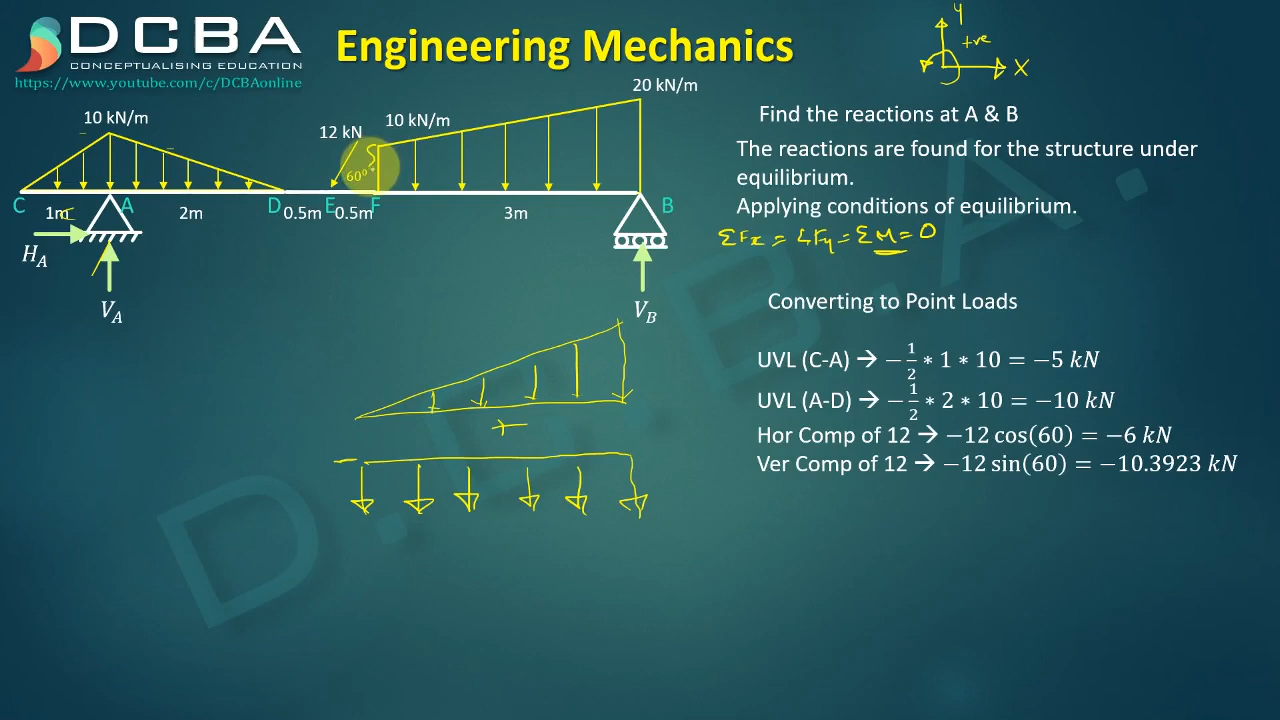 DCBA
CONCEPTUALISING EDUCATION
https://www.youtube.com/c/DCBAonline
Engineering Mechanics
Y
+ve
X
20 kN/m
10 kN/m
12 kN
10 kN/m
60⁰
C
1m
A
2m
D
0.5m
E
0.5m
F
3m
B
H_A
V_A
V_B
Find the reactions at A & B
The reactions are found for the structure under
equilibrium.
Applying conditions of equilibrium.
ΣFx = ΣFy = ΣM = 0
Converting to Point Loads
UVL (C-A) → −1/2 * 1 * 10 = −5 kN
UVL (A-D) → −1/2 * 2 * 10 = −10 kN
Hor Comp of 12 → −12 cos(60) = −6 kN
Ver Comp of 12 → −12 sin(60) = −10.3923 kN
+
D.C.B.A.